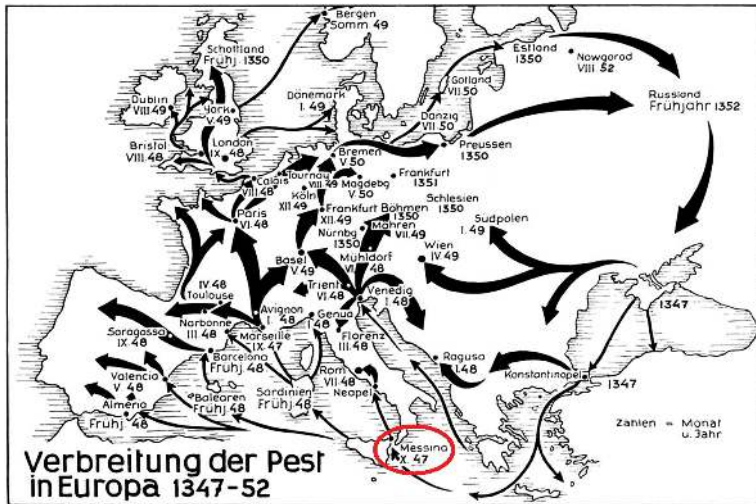 Bergen
Somm 49
Schottland
Frühj. 1350
Estland
1350
Nowgorod
VIII. 52
Gotland
VII. 50
Russland
Frühjahr 1352
Dublin
VIII 49
York
V. 49
Dänemark
I. 49
Danzig
VII. 50
Bristol
VIII 48
London
IX 48
Bremen
V. 50
Preussen
1350
Calais
VIII 48
Tournay
VIII 49
Magdebg
V. 50
Frankfurt
1351
Köln
XII 49
Paris
VI. 48
Frankfurt
XII. 49
Böhmen
1350
Schlesien
1350
Nürnbg
1350
Mähren
VII. 49
Südpolen
I. 49
Basel
V. 49
Mühldorf
VI 48
Wien
IV 49
IV 48
Toulouse
Trient
VI. 48
Venedig
I. 48
1347
Avignon
I. 48
Genua
I 48
Saragossa
IX 48
Narbonne
III 48
Marseille
IX 47
Florenz
III. 48
Ragusa
I. 48
Konstantinopel
1347
Barcelona
Frühj. 48
Rom
VII 48
Neapel
Valencia
V 48
Sardinien
Frühj. 48
Balearen
Frühj. 48
Almeria
Frühj. 48
Messina
X. 47
Zahlen = Monat
u. Jahr
Verbreitung der Pest
in Europa 1347-52